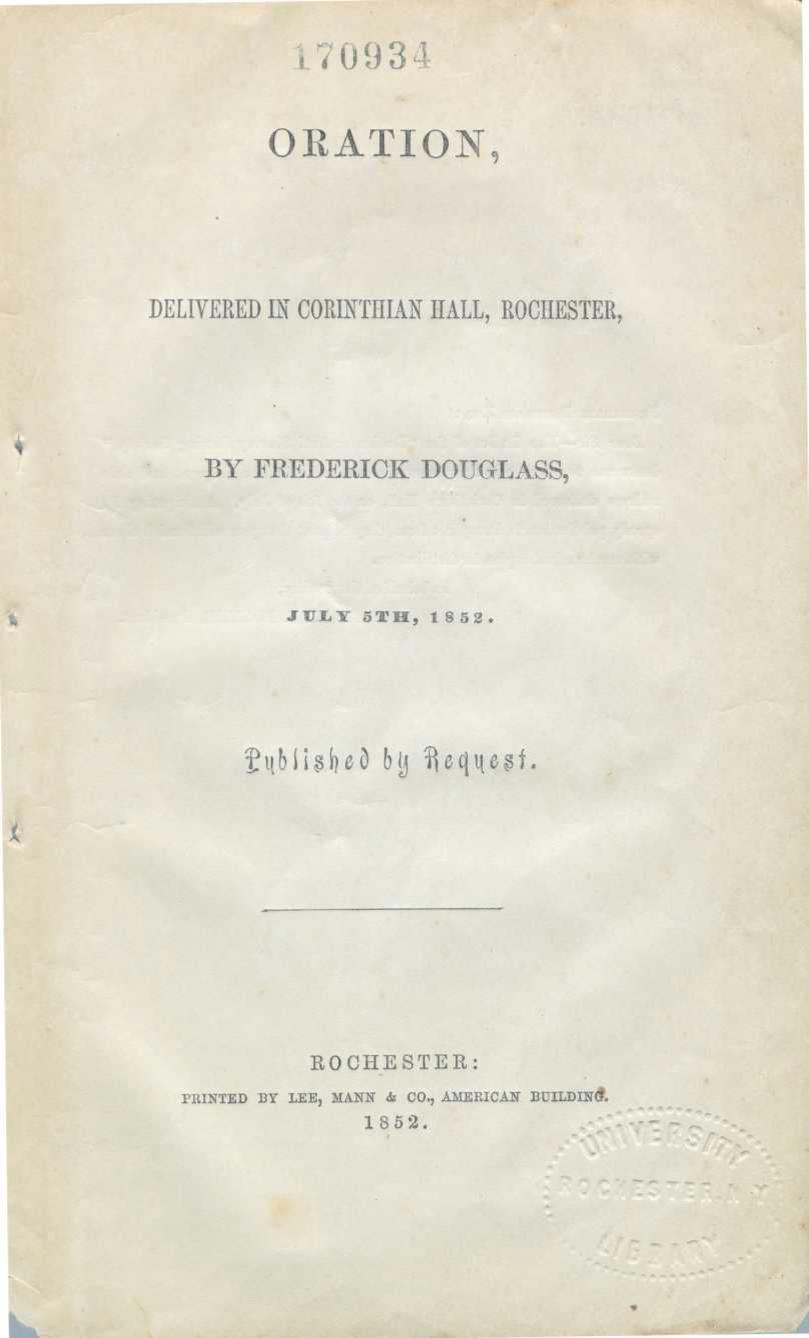 170934
ORATION,
DELIVERED IN CORINTHIAN HALL, ROCHESTER,
BY FREDERICK DOUGLASS,
JULY 5TH, 1852.
Published by Request.
ROCHESTER:
PRINTED BY LEE, MANN & CO., AMERICAN BUILDING.
1852.
UNIVERSITY
ROCHESTER. N. Y
LIBRARY